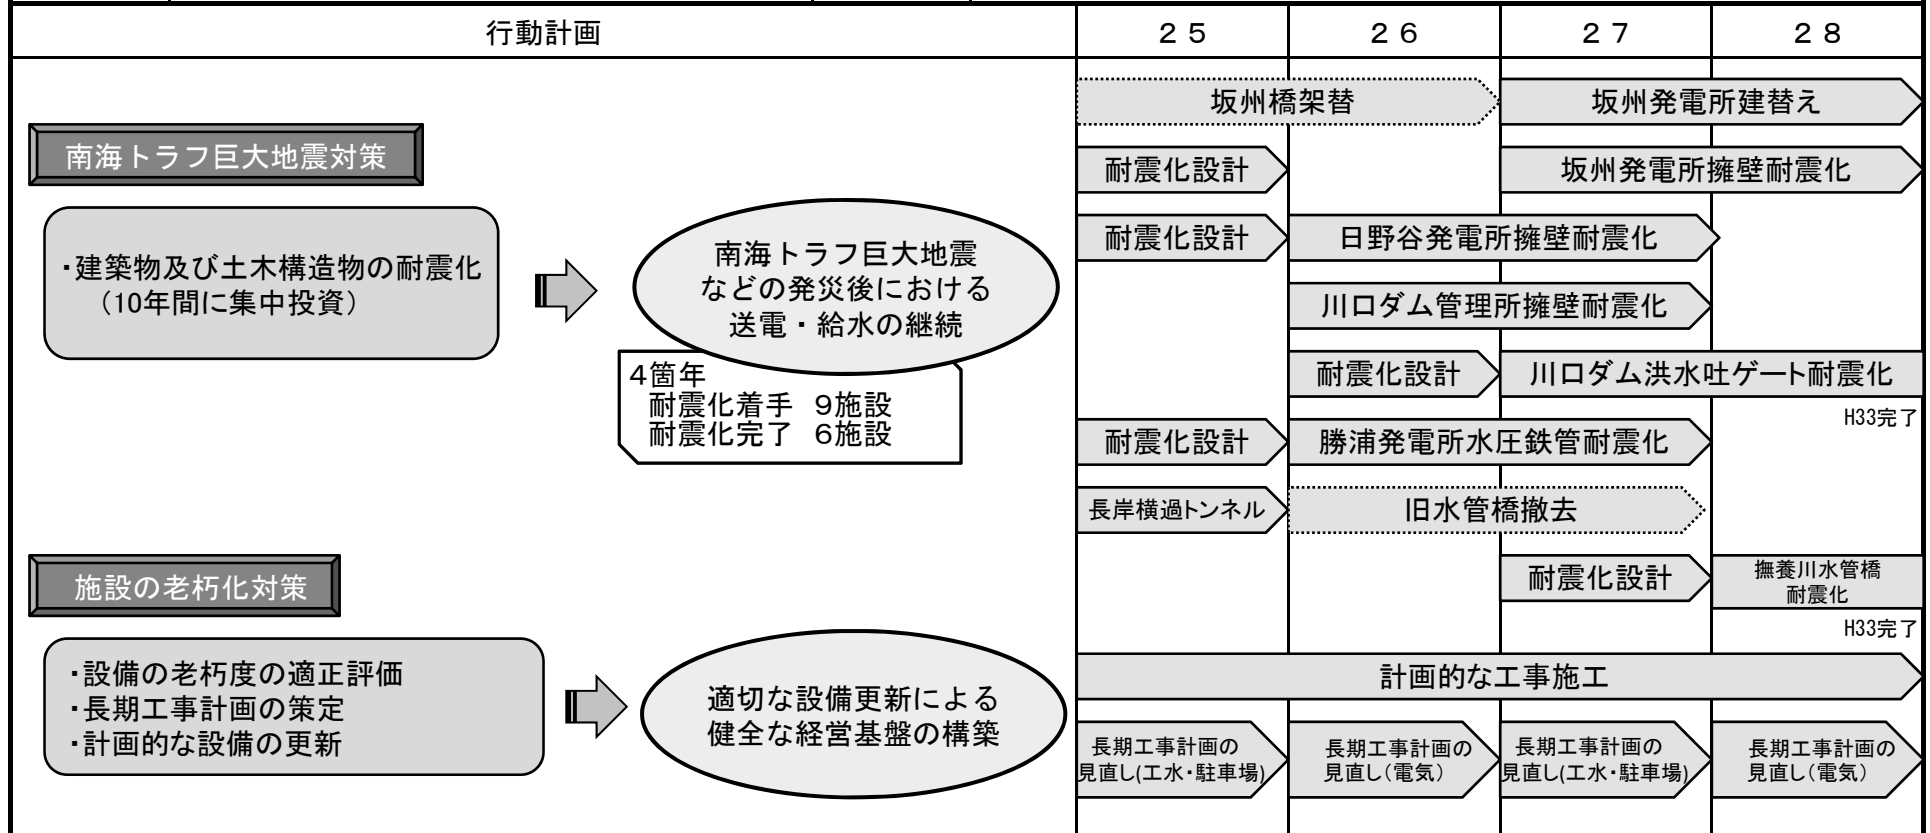 行動計画
２５
２６
２７
２８
南海トラフ巨大地震対策
・建築物及び土木構造物の耐震化
（10年間に集中投資）
南海トラフ巨大地震
などの発災後における
送電・給水の継続
４箇年
耐震化着手　９施設
耐震化完了　６施設
施設の老朽化対策
・設備の老朽度の適正評価
・長期工事計画の策定
・計画的な設備の更新
適切な設備更新による
健全な経営基盤の構築
坂州橋架替
坂州発電所建替え
耐震化設計
坂州発電所擁壁耐震化
耐震化設計
日野谷発電所擁壁耐震化
川口ダム管理所擁壁耐震化
耐震化設計
川口ダム洪水吐ゲート耐震化
H33完了
耐震化設計
勝浦発電所水圧鉄管耐震化
長岸横過トンネル
旧水管橋撤去
耐震化設計
撫養川水管橋
耐震化
H33完了
計画的な工事施工
長期工事計画の
見直し(工水・駐車場)
長期工事計画の
見直し（電気）
長期工事計画の
見直し(工水・駐車場)
長期工事計画の
見直し（電気）